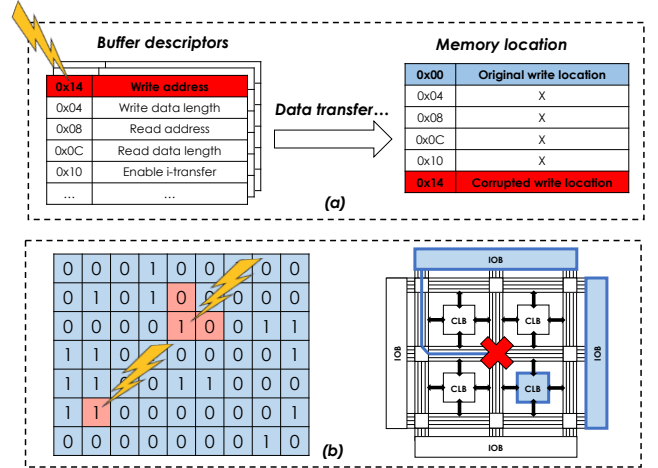 Buffer descriptors
Memory location
0x14 Write address
0x04 Write data length
0x08 Read address
0x0C Read data length
0x10 Enable i-transfer
... ...
Data transfer...
0x00 Original write location
0x04 X
0x08 X
0x0C X
0x10 X
0x14 Corrupted write location
(a)
0 0 0 1 0 0 0 0 0
0 1 1 0 0 0 0 0 0
0 0 0 0 1 0 0 1 1
1 1 0 0 0 0 0 0
1 1 0 0 1 1 0 0 0
1 1 0 0 0 0 0 0 1
0 0 0 0 0 0 0 1 0
IOB
IOB
CLB CLB
IOB
CLB CLB
IOB
(b)